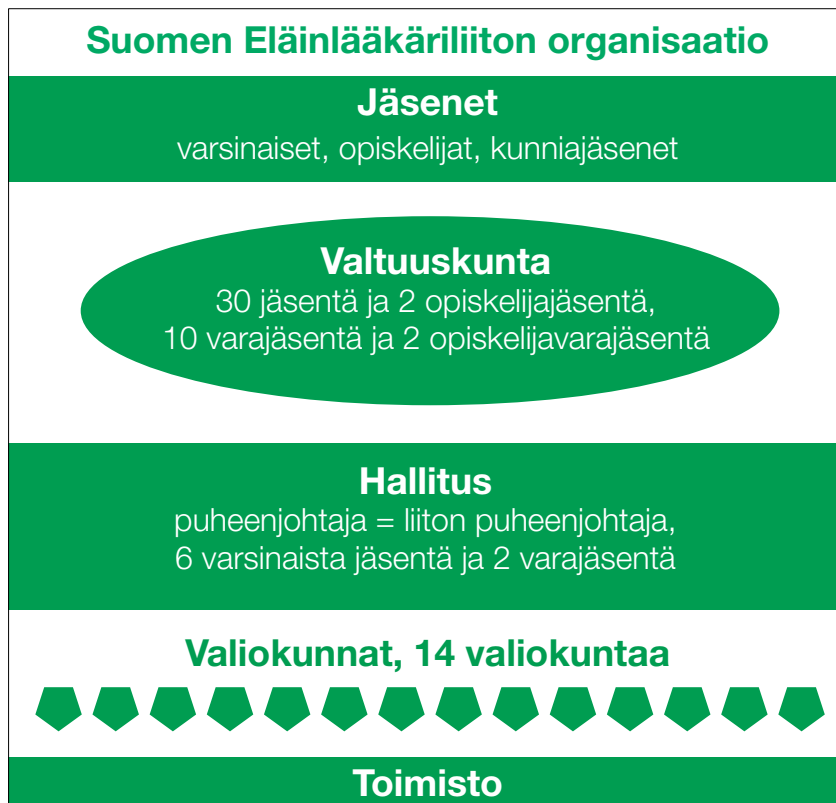 Suomen Eläinlääkäriliiton organisaatio
Jäsenet
varsinaiset, opiskelijat, kunniajäsenet
Valtuuskunta
30 jäsentä ja 2 opiskelijajäsentä,
10 varajäsentä ja 2 opiskelijavarajäsentä
Hallitus
puheenjohtaja = liiton puheenjohtaja,
6 varsinaista jäsentä ja 2 varajäsentä
Valiokunnat, 14 valiokuntaa
Toimisto